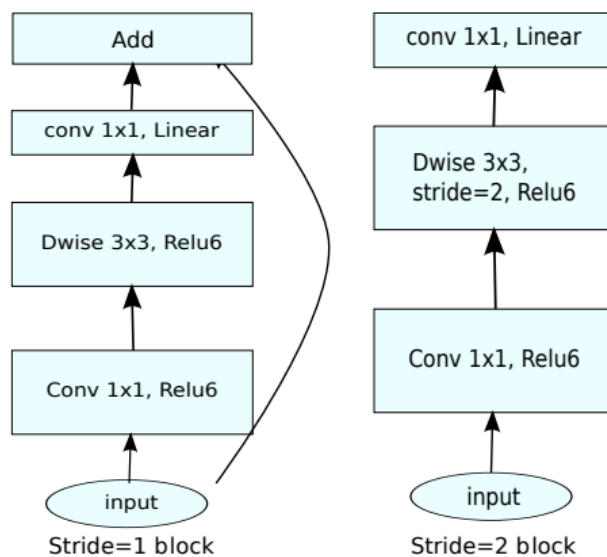 Add
conv 1x1, Linear
Dwise 3x3, Relu6
Conv 1x1, Relu6
input
Stride=1 block
conv 1x1, Linear
Dwise 3x3,
stride=2, Relu6
Conv 1x1, Relu6
input
Stride=2 block